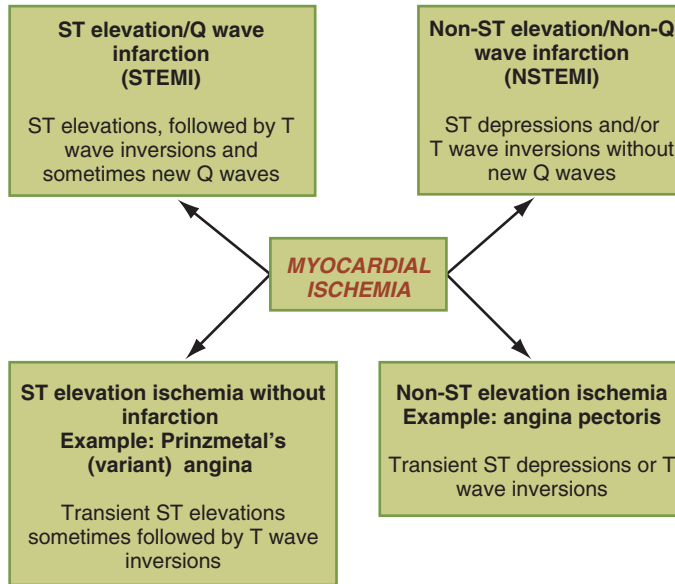 ST elevation/Q wave
infarction
(STEMI)
ST elevations, followed by T
wave inversions and
sometimes new Q waves
Non-ST elevation/Non-Q
wave infarction
(NSTEMI)
ST depressions and/or
T wave inversions without
new Q waves
MYOCARDIAL
ISCHEMIA
ST elevation ischemia without
infarction
Example: Prinzmetal's
(variant) angina
Transient ST elevations
sometimes followed by T wave
inversions
Non-ST elevation ischemia
Example: angina pectoris
Transient ST depressions or T
wave inversions